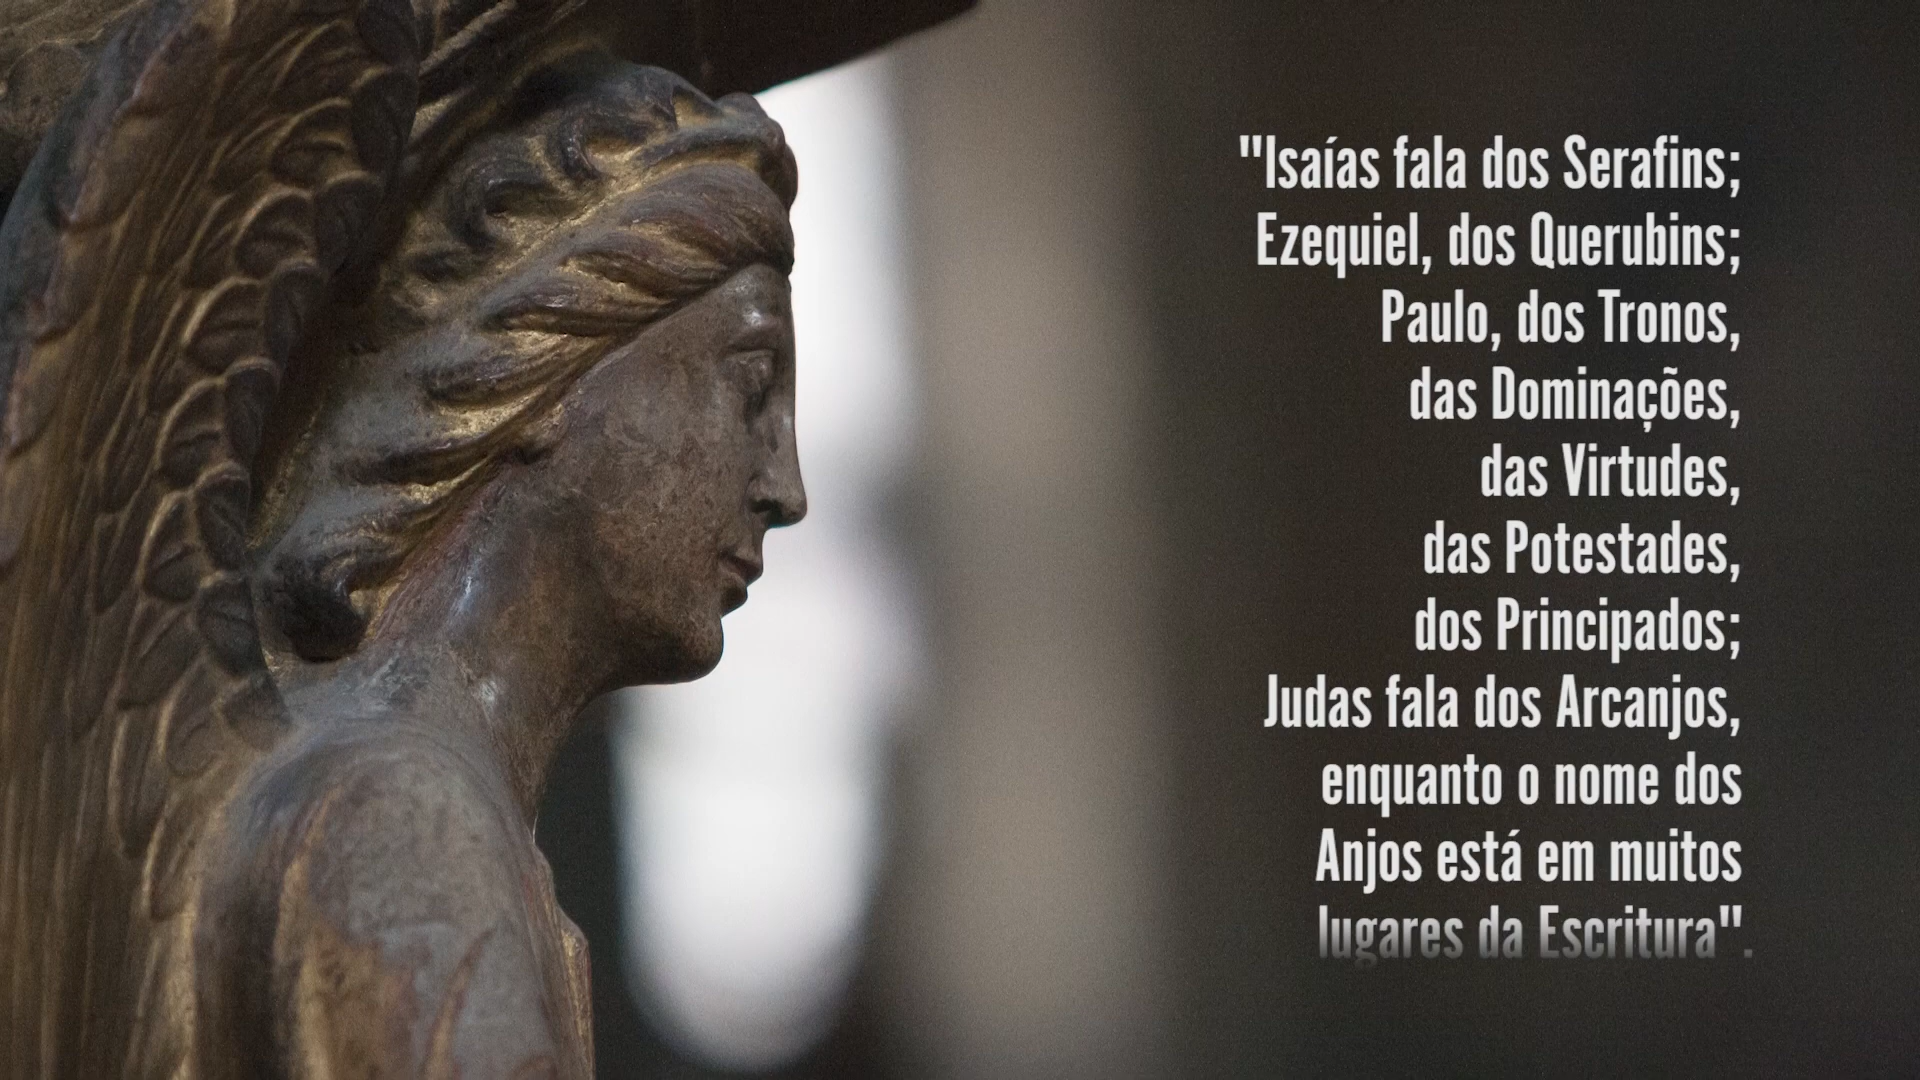 "Isaías fala dos Serafins;
Ezequiel, dos Querubins;
Paulo, dos Tronos,
das Dominações,
das Virtudes,
das Potestades,
dos Principados;
Judas fala dos Arcanjos,
enquanto o nome dos
Anjos está em muitos
lugares da Escritura".